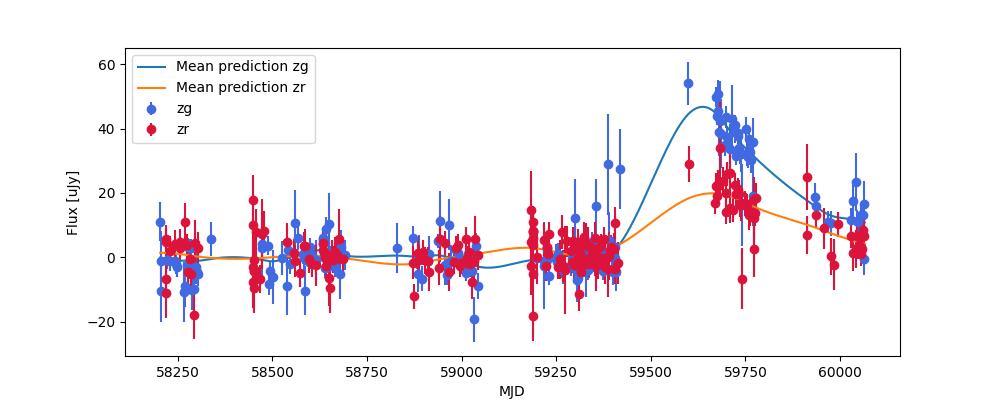 Mean prediction zg
Mean prediction zr
zg
zr
Flux [uJy]
60
40
20
0
−20
58250 58500 58750 59000 59250 59500 59750 60000
MJD